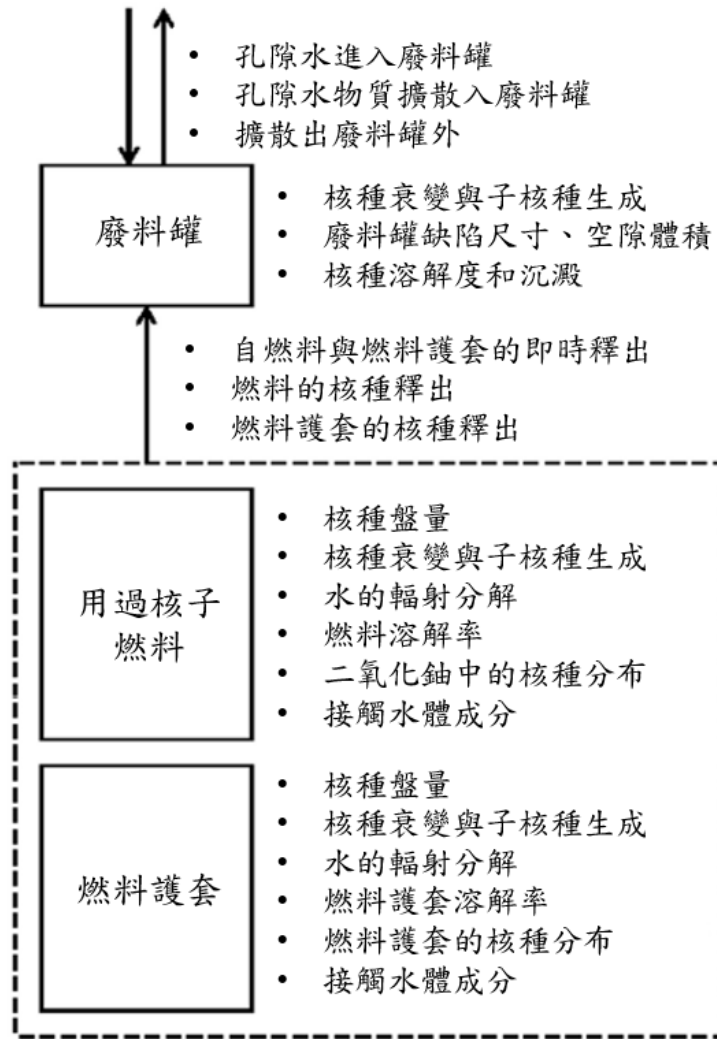 • 孔隙水進入廢料罐
• 孔隙水物質擴散入廢料罐
• 擴散出廢料罐外
廢料罐
• 核種衰變與子核種生成
• 廢料罐缺陷尺寸、空隙體積
• 核種溶解度和沉澱
• 自燃料與燃料護套的即時釋出
• 燃料的核種釋出
• 燃料護套的核種釋出
用過核子
燃料
• 核種盤量
• 核種衰變與子核種生成
• 水的輻射分解
• 燃料溶解率
• 二氧化鈾中的核種分布
• 接觸水體成分
燃料護套
• 核種盤量
• 核種衰變與子核種生成
• 水的輻射分解
• 燃料護套溶解率
• 燃料護套的核種分布
• 接觸水體成分